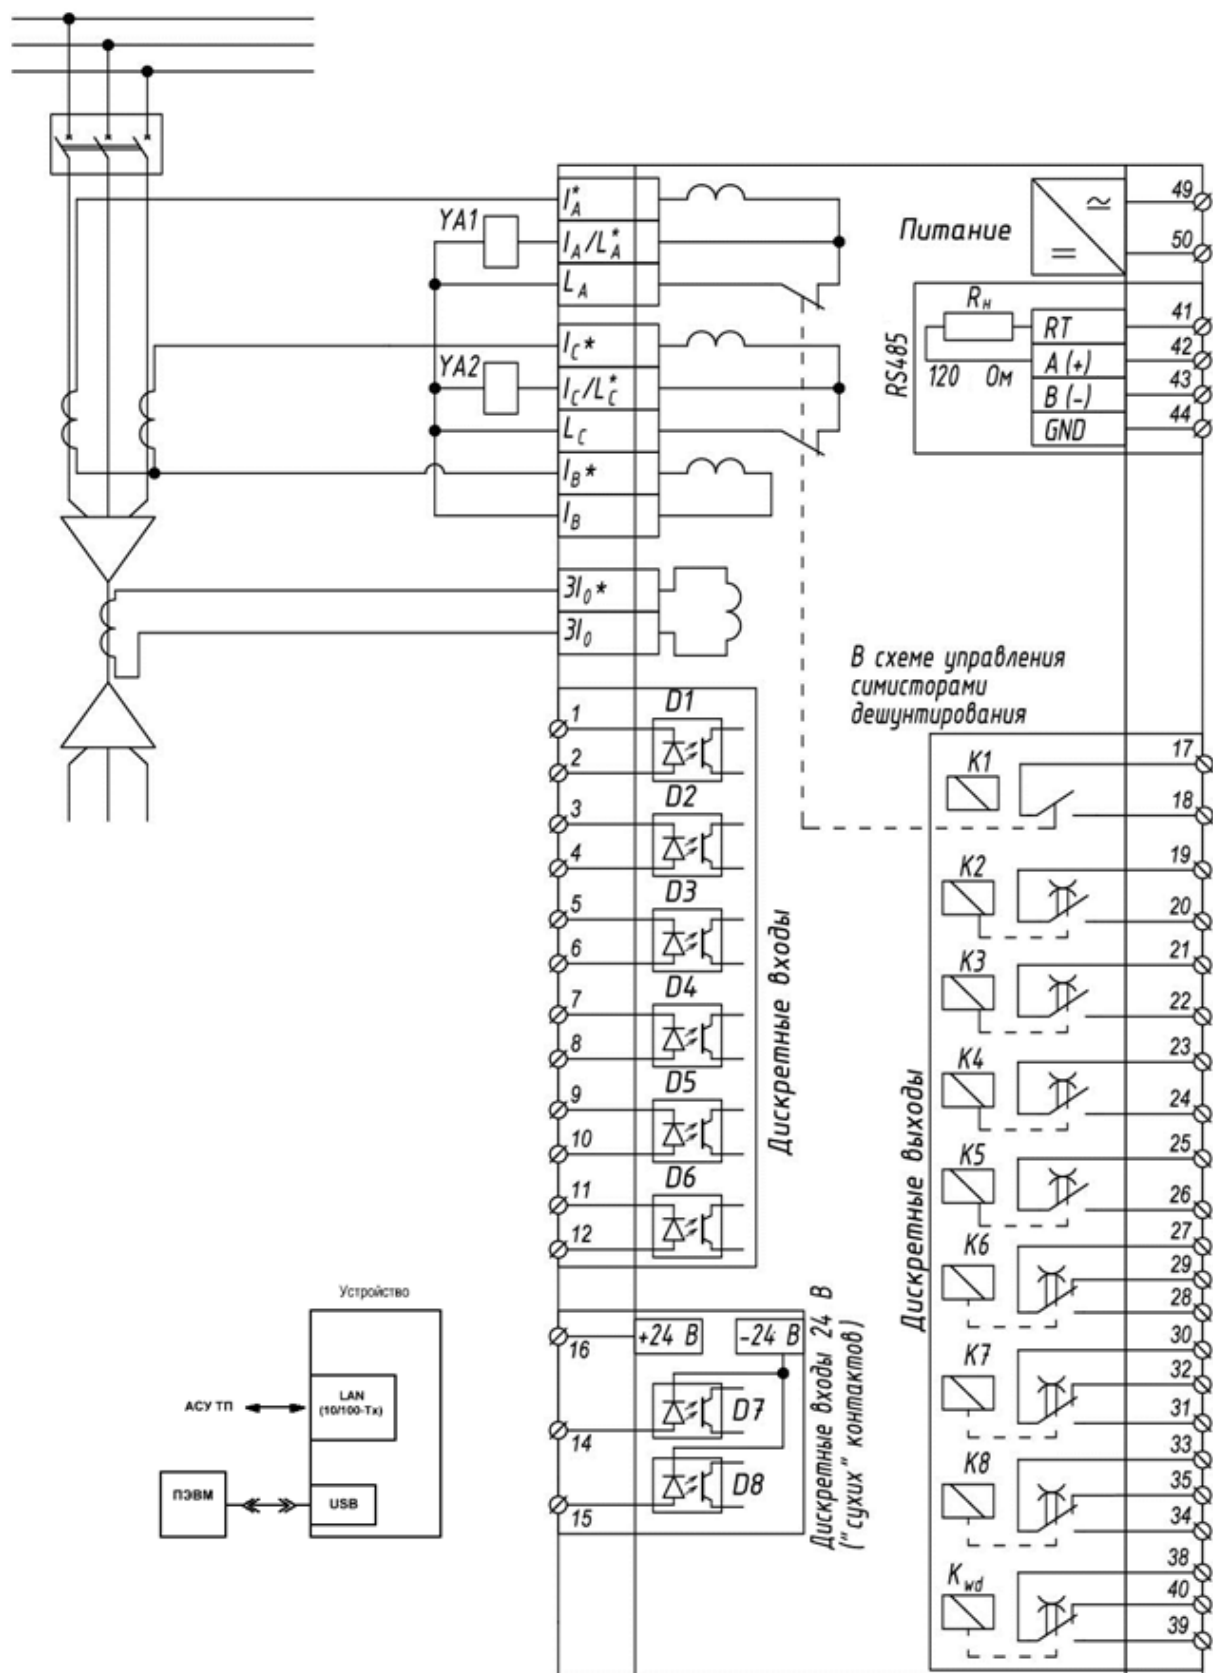 I*A
YA1
IA/L*A
LA
IC*
YA2
IC/L*C
LC
IB*
IB
3I0*
3I0
Питание
49
50
RS485
Rн
120 Ом
RT
A (+)
B (-)
GND
41
42
43
44
В схеме управления
симисторами
дешунтирования
1
D1
2
3
D2
4
5
D3
6
7
D4
8
9
D5
10
11
D6
12
Дискретные входы
+24 В
-24 В
16
D7
14
D8
15
Дискретные входы 24 В
("сухих" контактов)
Дискретные выходы
K1
17
18
K2
19
20
K3
21
22
K4
23
24
K5
25
26
K6
27
29
28
K7
30
32
31
K8
33
35
34
Kwd
38
40
39
Устройство
АСУ ТП
LAN
(10/100-Tx)
ПЭВМ
USB